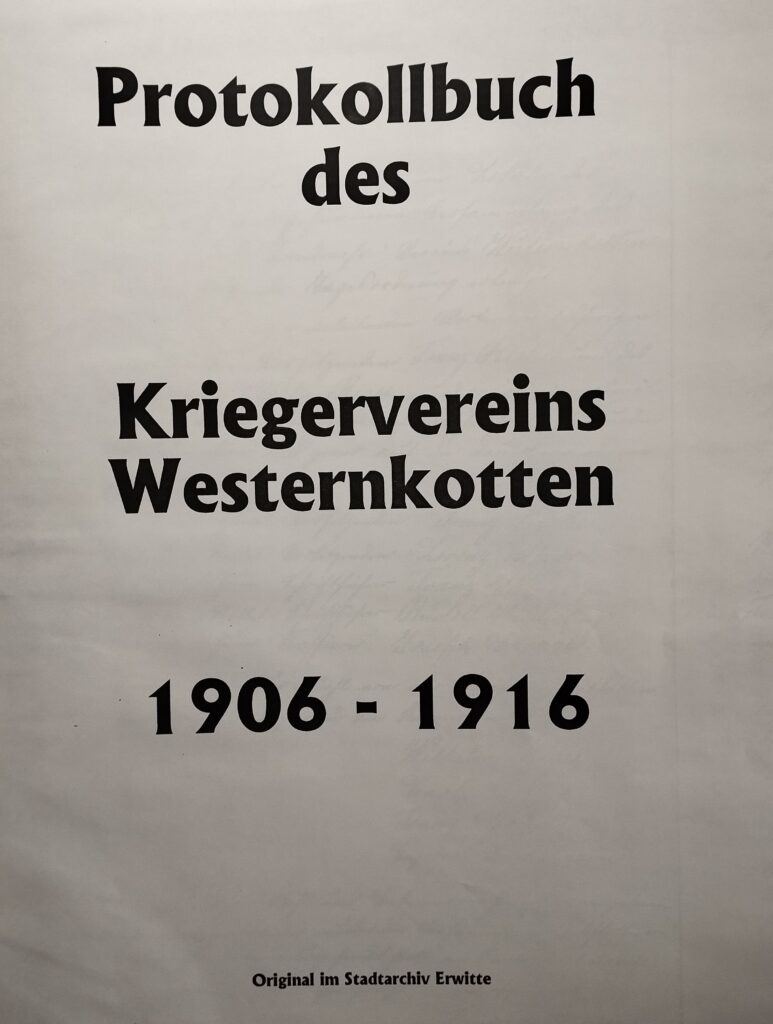 Protokollbuch
des
Kriegervereins
Westernkotten
1906 - 1916
Original im Stadtarchiv Erwitte